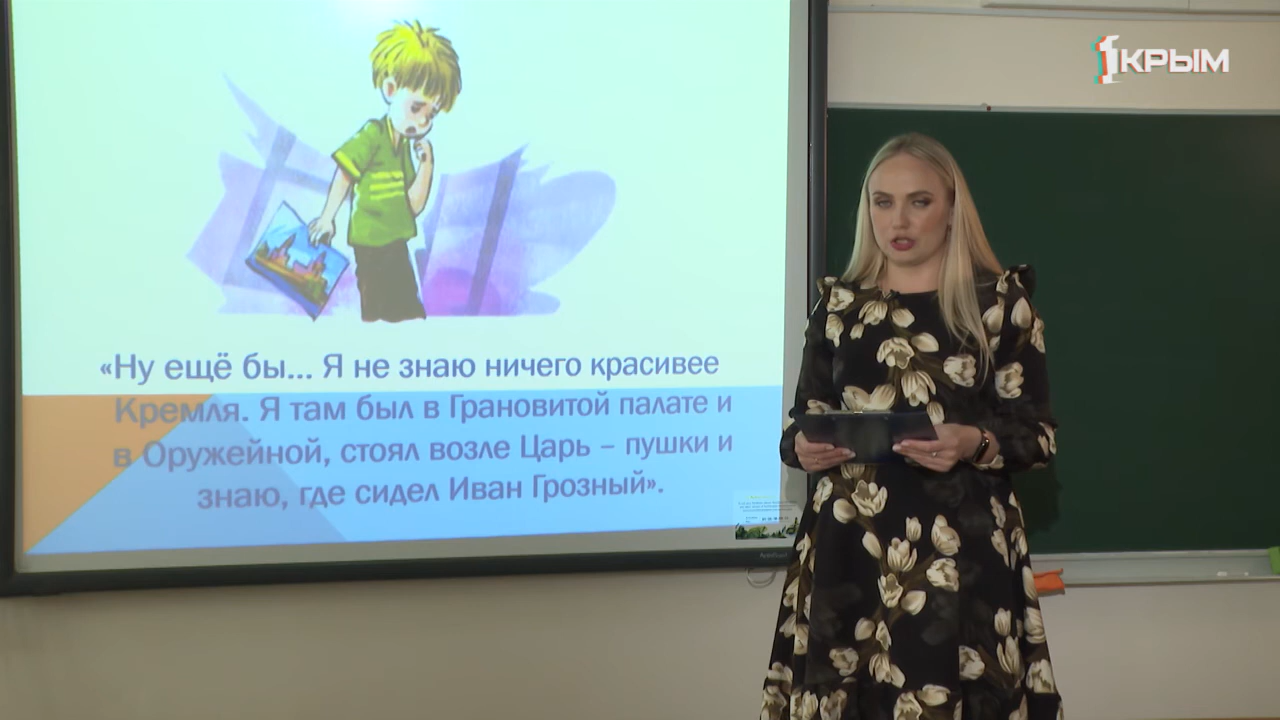 1КРЫМ
«Ну ещё бы... Я не знаю ничего красивее
Кремля. Я там был в Грановитой палате и
в Оружейной, стоял возле Царь – пушки и
знаю, где сидел Иван Грозный».